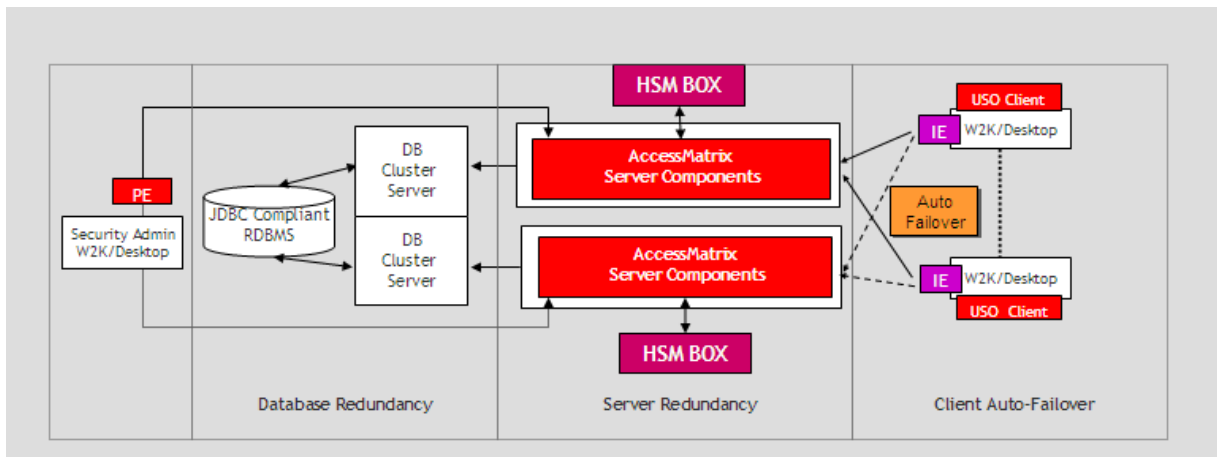 PE
Security Admin
W2K/Desktop
JDBC Compliant
RDBMS
DB
Cluster
Server
DB
Cluster
Server
Database Redundancy
HSM BOX
AccessMatrix
Server Components
AccessMatrix
Server Components
HSM BOX
Server Redundancy
USO Client
IE
W2K/Desktop
Auto
Failover
IE
W2K/Desktop
USO Client
Client Auto-Failover